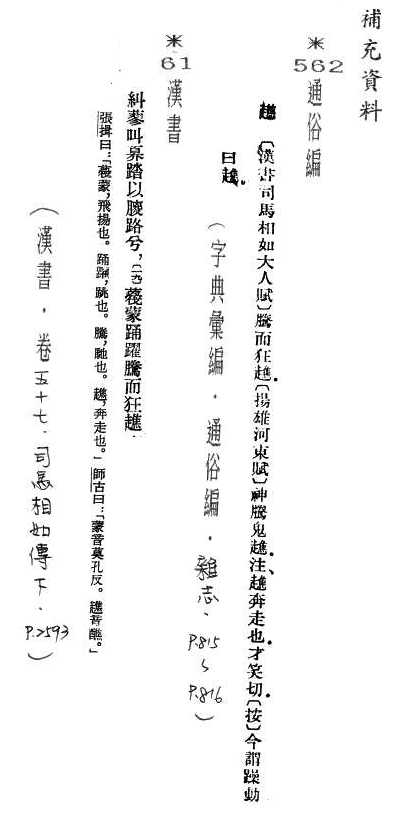 補充資料
＊
562
通俗編
趭〔漢書司馬相如大人賦〕騰而狂趭〔揚雄河東賦〕神騰鬼趭注趭奔走也才笑切〔按〕今謂躁動
曰趭。
（字典彙編．通俗編．雜志．P.815~P.816）
＊
61
漢書
糾蓼叫奡踏以朡路兮，蔑蒙踊躍騰而狂趭
張揖曰：「蔑蒙，飛揚也。踊躍，跳也。騰，馳也。趭，奔走也。」師古曰：「蒙音莫孔反。趭音醮。」
（漢書．卷五十七．司馬相如傳下．P.2593）